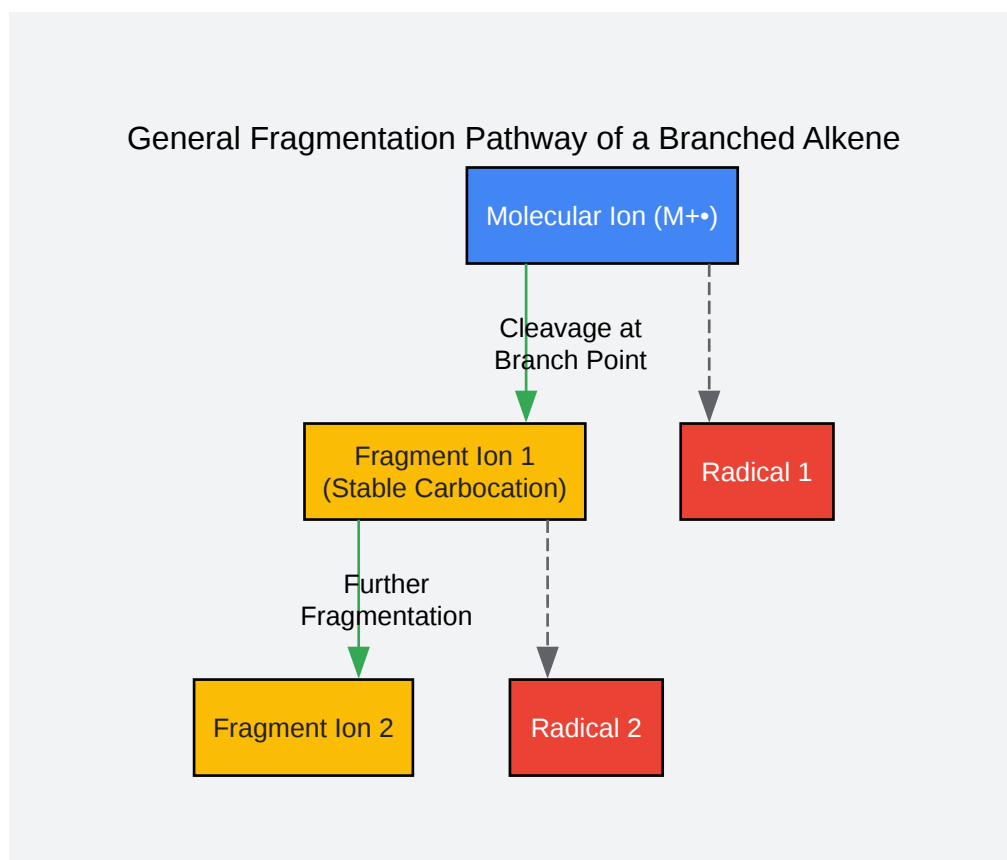 General Fragmentation Pathway of a Branched Alkene
Molecular Ion (M+•)
Cleavage at
Branch Point
Fragment Ion 1
(Stable Carbocation)
Radical 1
Further
Fragmentation
Fragment Ion 2
Radical 2